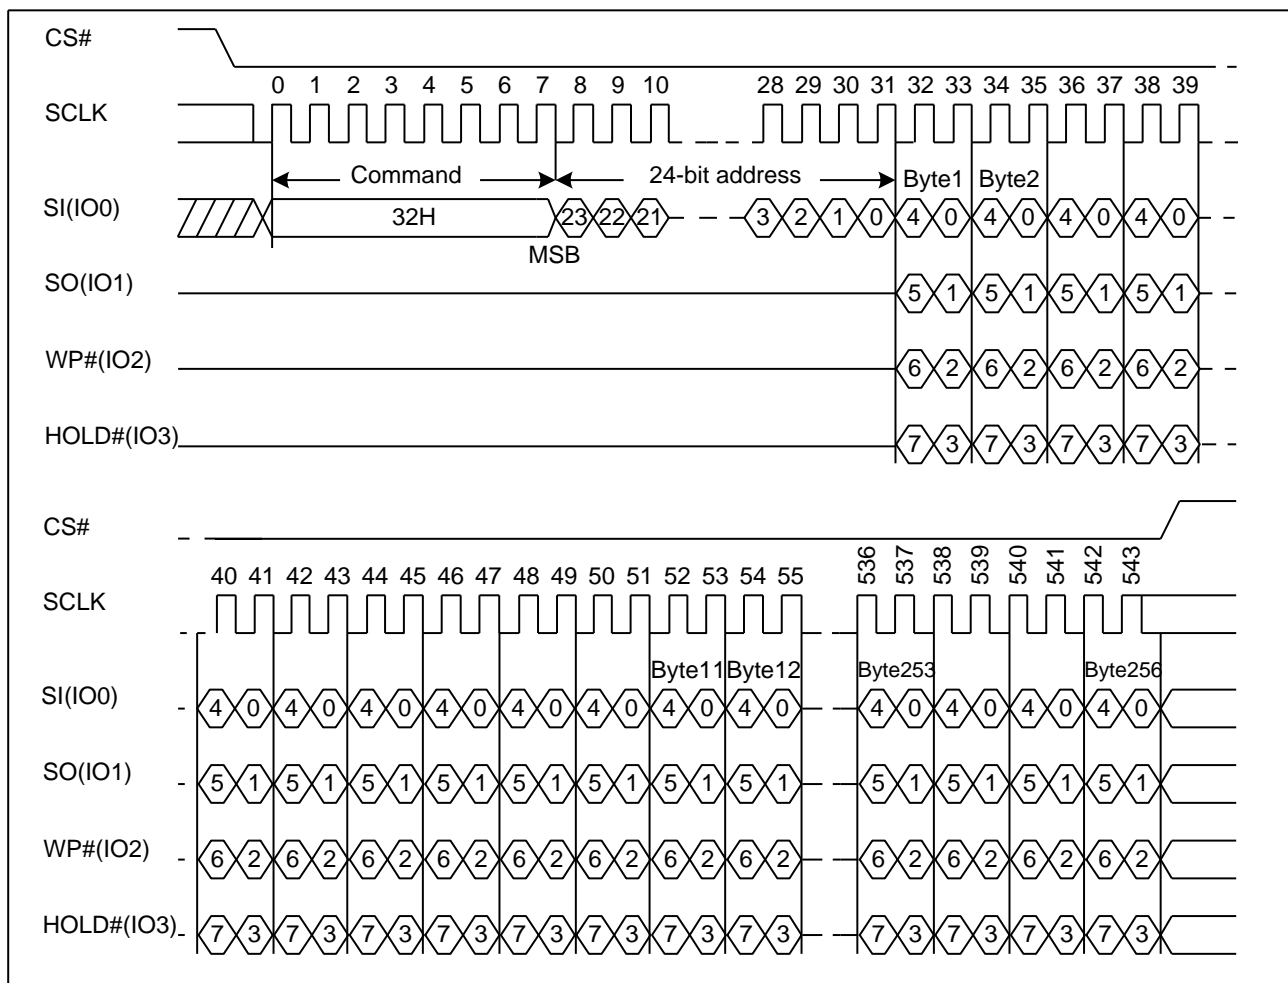 CS#
0 1 2 3 4 5 6 7 8 9 10 28 29 30 31 32 33 34 35 36 37 38 39
SCLK
Command 24-bit address Byte1 Byte2
SI(IO0) 32H 23 22 21 3 2 1 0 4 0 4 0 4 0 4 0
MSB
SO(IO1) 5 1 5 1 5 1 5 1
WP#(IO2) 6 2 6 2 6 2 6 2
HOLD#(IO3) 7 3 7 3 7 3 7 3
CS#
40 41 42 43 44 45 46 47 48 49 50 51 52 53 54 55 536 537 538 539 540 541 542 543
SCLK
Byte11 Byte12 Byte253 Byte256
SI(IO0) 4 0 4 0 4 0 4 0 4 0 4 0 4 0 4 0 4 0 4 0 4 0 4 0
SO(IO1) 5 1 5 1 5 1 5 1 5 1 5 1 5 1 5 1 5 1 5 1 5 1 5 1
WP#(IO2) 6 2 6 2 6 2 6 2 6 2 6 2 6 2 6 2 6 2 6 2 6 2 6 2
HOLD#(IO3) 7 3 7 3 7 3 7 3 7 3 7 3 7 3 7 3 7 3 7 3 7 3 7 3